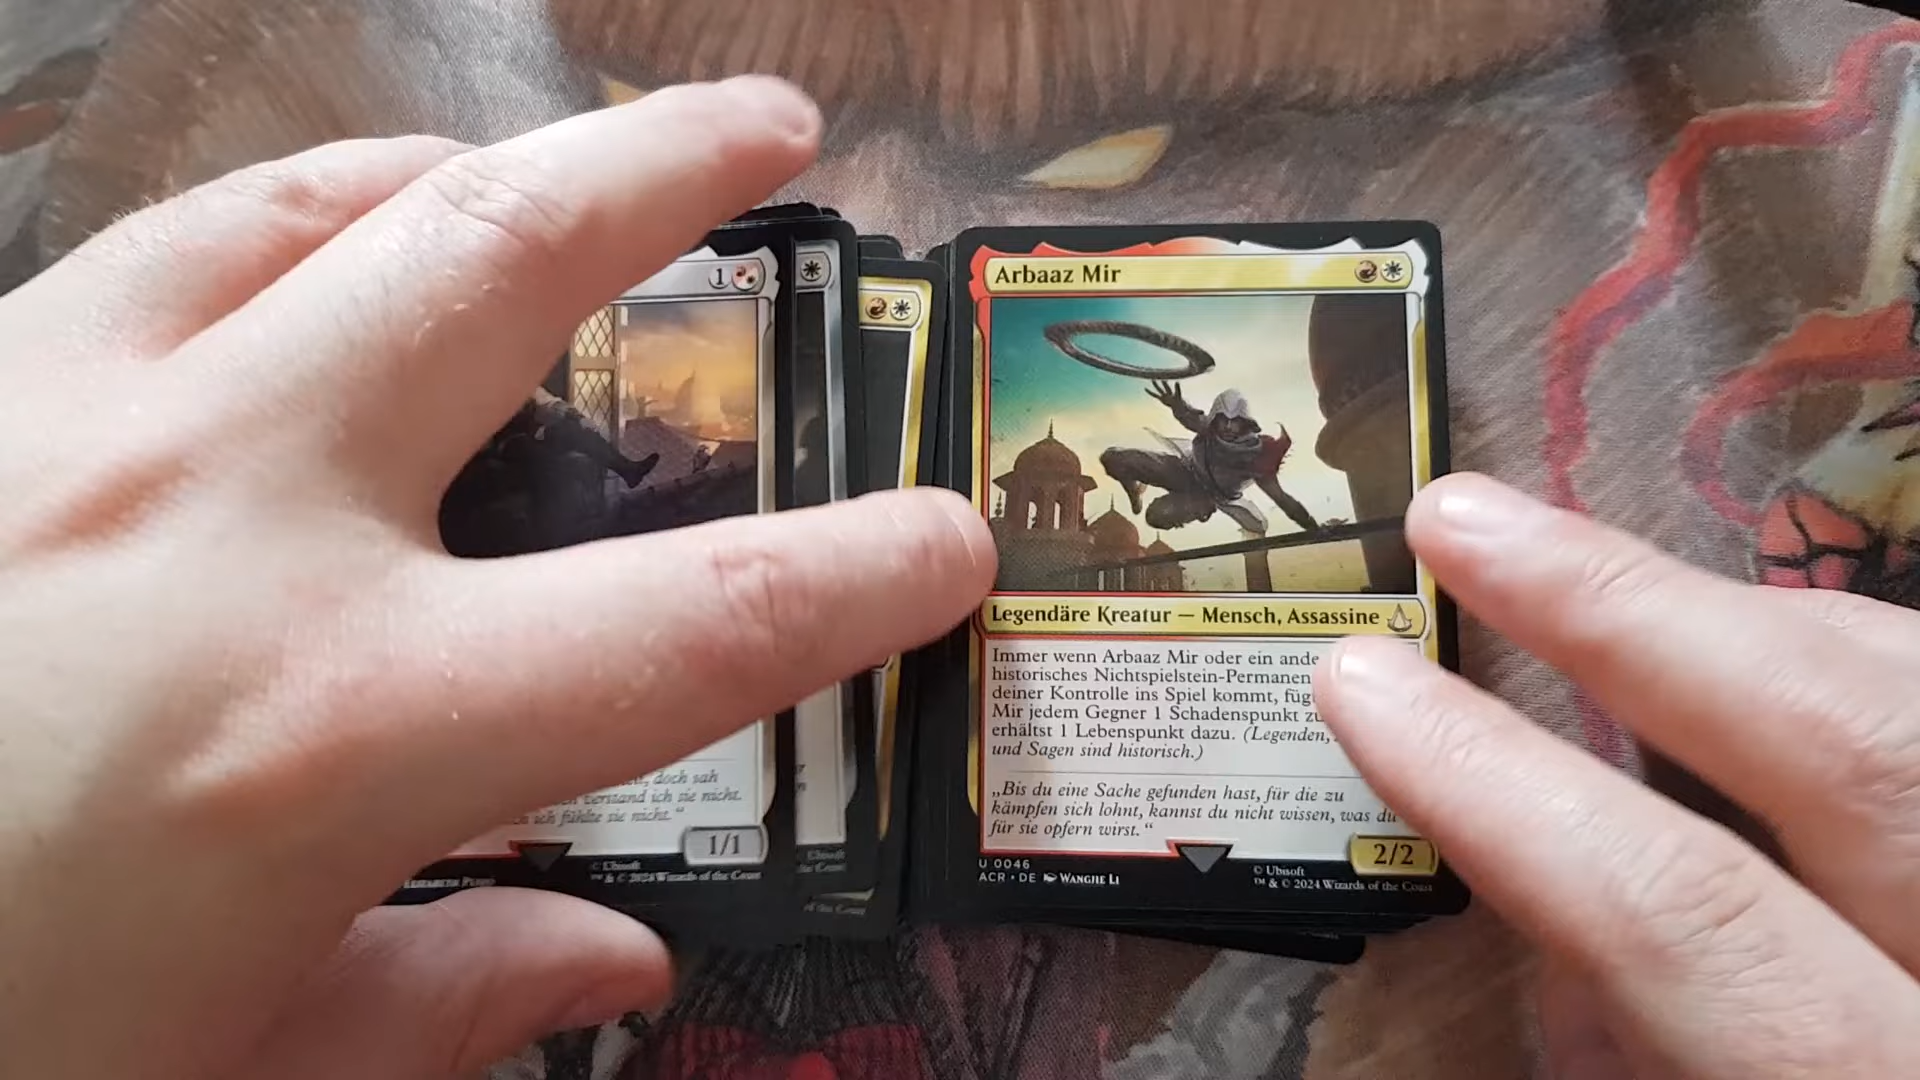 1
doch sah
verstand ich sie nicht.
ich fühlte sie nicht."
1/1
© Ubisoft
™ & © 2024 Wizards of the Coast
Arbaaz Mir
Legendäre Kreatur — Mensch, Assassine
Immer wenn Arbaaz Mir oder ein
historisches Nichtspielstein-Permanen
deiner Kontrolle ins Spiel kommt,
Mir jedem Gegner 1 Schadenspunkt
erhältst 1 Lebenspunkt dazu. (Legenden,
und Sagen sind historisch.)
„Bis du eine Sache gefunden hast, für die zu
kämpfen sich lohnt, kannst du nicht wissen, was du
für sie opfern wirst.“
2/2
U 0046
ACR • DE WANGJIE LI
© Ubisoft
™ & © 2024 Wizards of the Coast